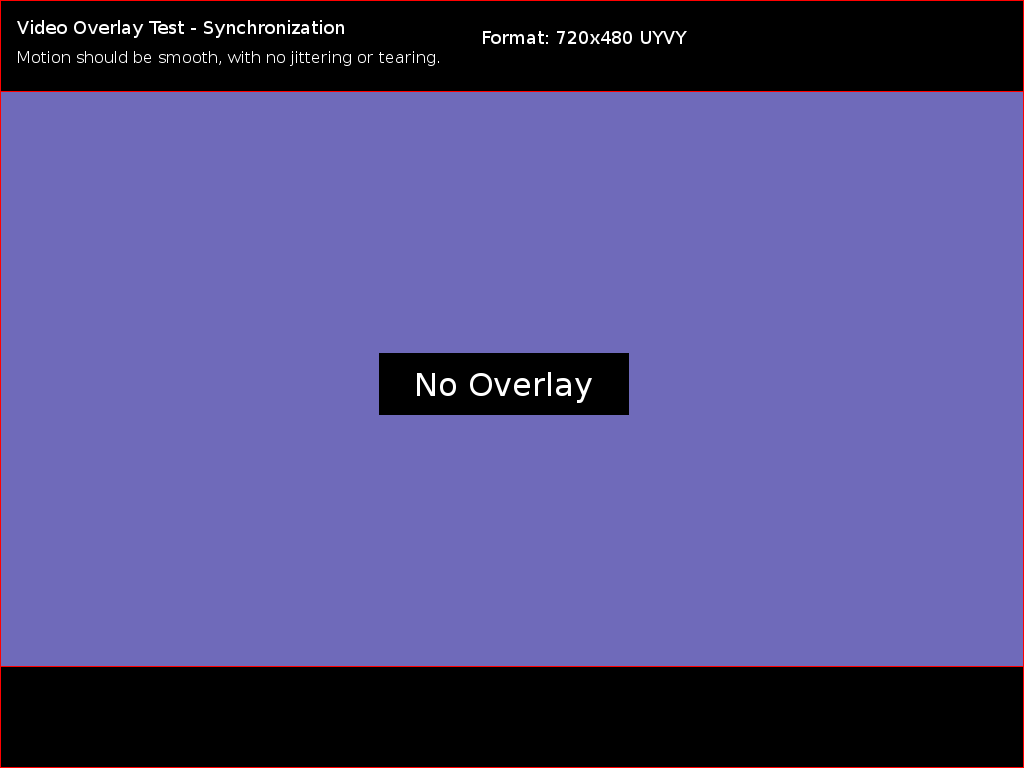 Video Overlay Test - Synchronization
Motion should be smooth, with no jittering or tearing.
Format: 720x480 UYVY
No Overlay